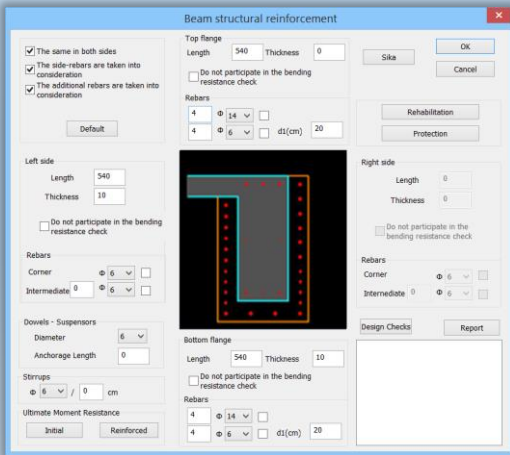 Beam structural reinforcement
The same in both sides
The side-rebars are taken into
consideration
The additional rebars are taken into
consideration
Default
Top flange
Length 540 Thickness 0
Do not participate in the bending
resistance check
Rebars
4 Φ 14
4 Φ 6 d1(cm) 20
Sika
OK
Cancel
Rehabilitation
Protection
Left side
Length 540
Thickness 10
Do not participate in the bending
resistance check
Rebars
Corner Φ 6
Intermediate 0 Φ 6
Right side
Length 0
Thickness 0
Do not participate in the
bending resistance check
Rebars
Corner Φ 6
Intermediate 0 Φ 6
Dowels - Suspensors
Diameter 6
Anchorage Length 0
Stirrups
Φ 6 / 0 cm
Ultimate Moment Resistance
Initial Reinforced
Bottom flange
Length 540 Thickness 10
Do not participate in the bending
resistance check
Rebars
4 Φ 14
4 Φ 6 d1(cm) 20
Design Checks Report